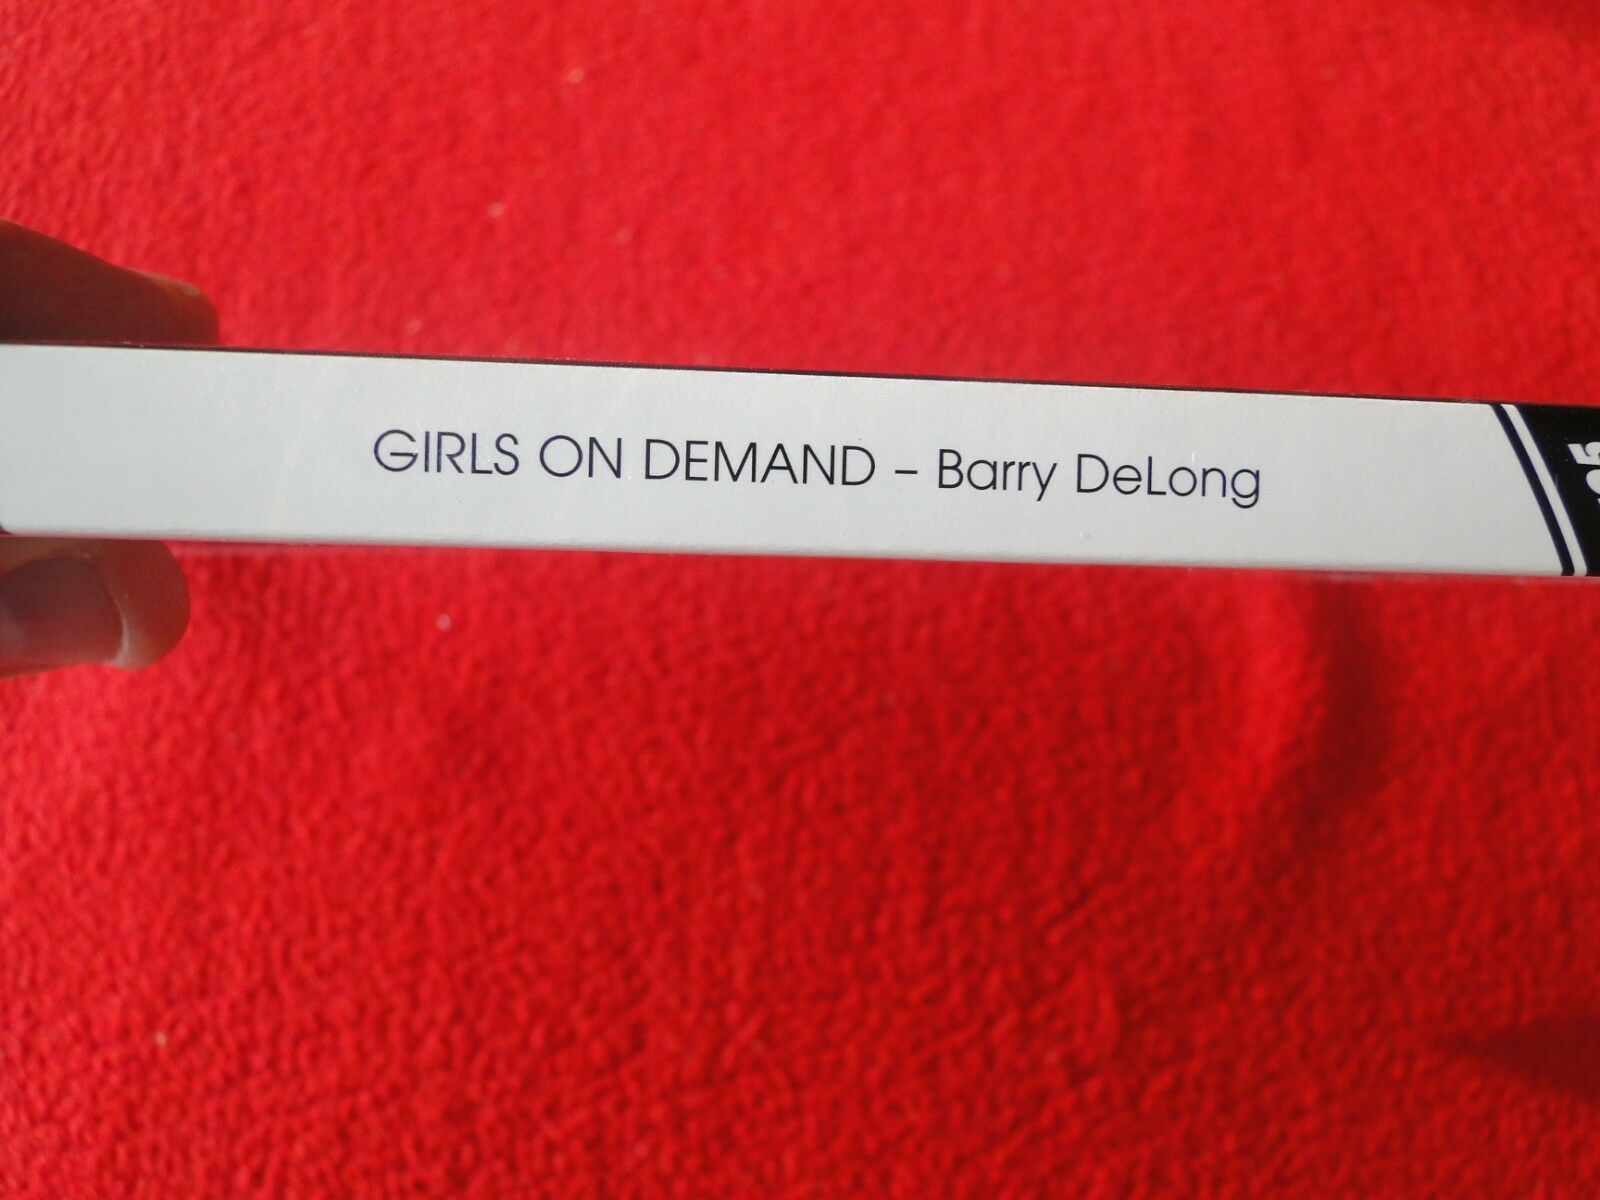 GIRLS ON DEMAND – Barry DeLong